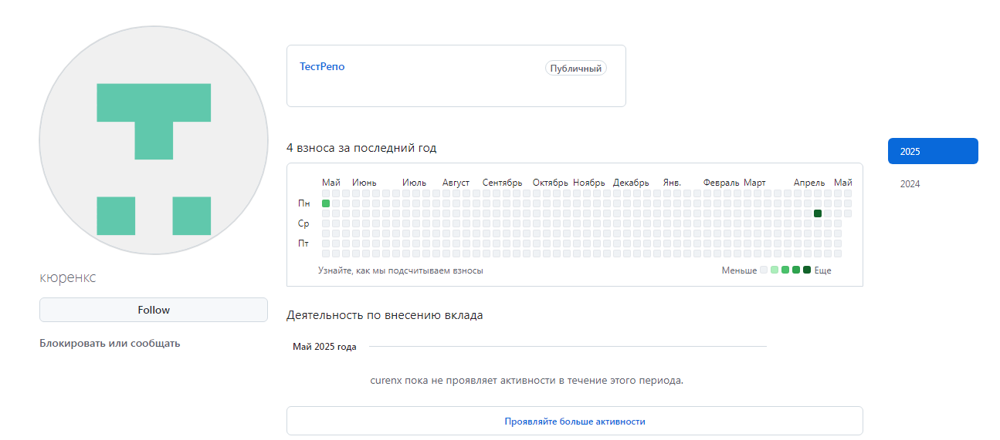 ТестРепо
Публичный
4 взноса за последний год
2025
2024
Май Июнь Июль Август Сентябрь Октябрь Ноябрь Декабрь Янв. Февраль Март Апрель Май
Пн
Ср
Пт
Узнайте, как мы подсчитываем взносы
Меньше Еще
кюренкс
Follow
Блокировать или сообщать
Деятельность по внесению вклада
Май 2025 года
curenx пока не проявляет активности в течение этого периода.
Проявляйте больше активности